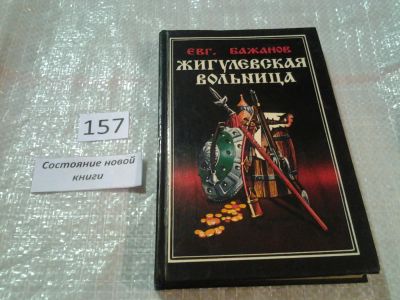 ЕВГ. БАЖАНОВ
ЖИГУЛЕВСКАЯ
ВОЛЬНИЦА
157
Состояние новой
книги